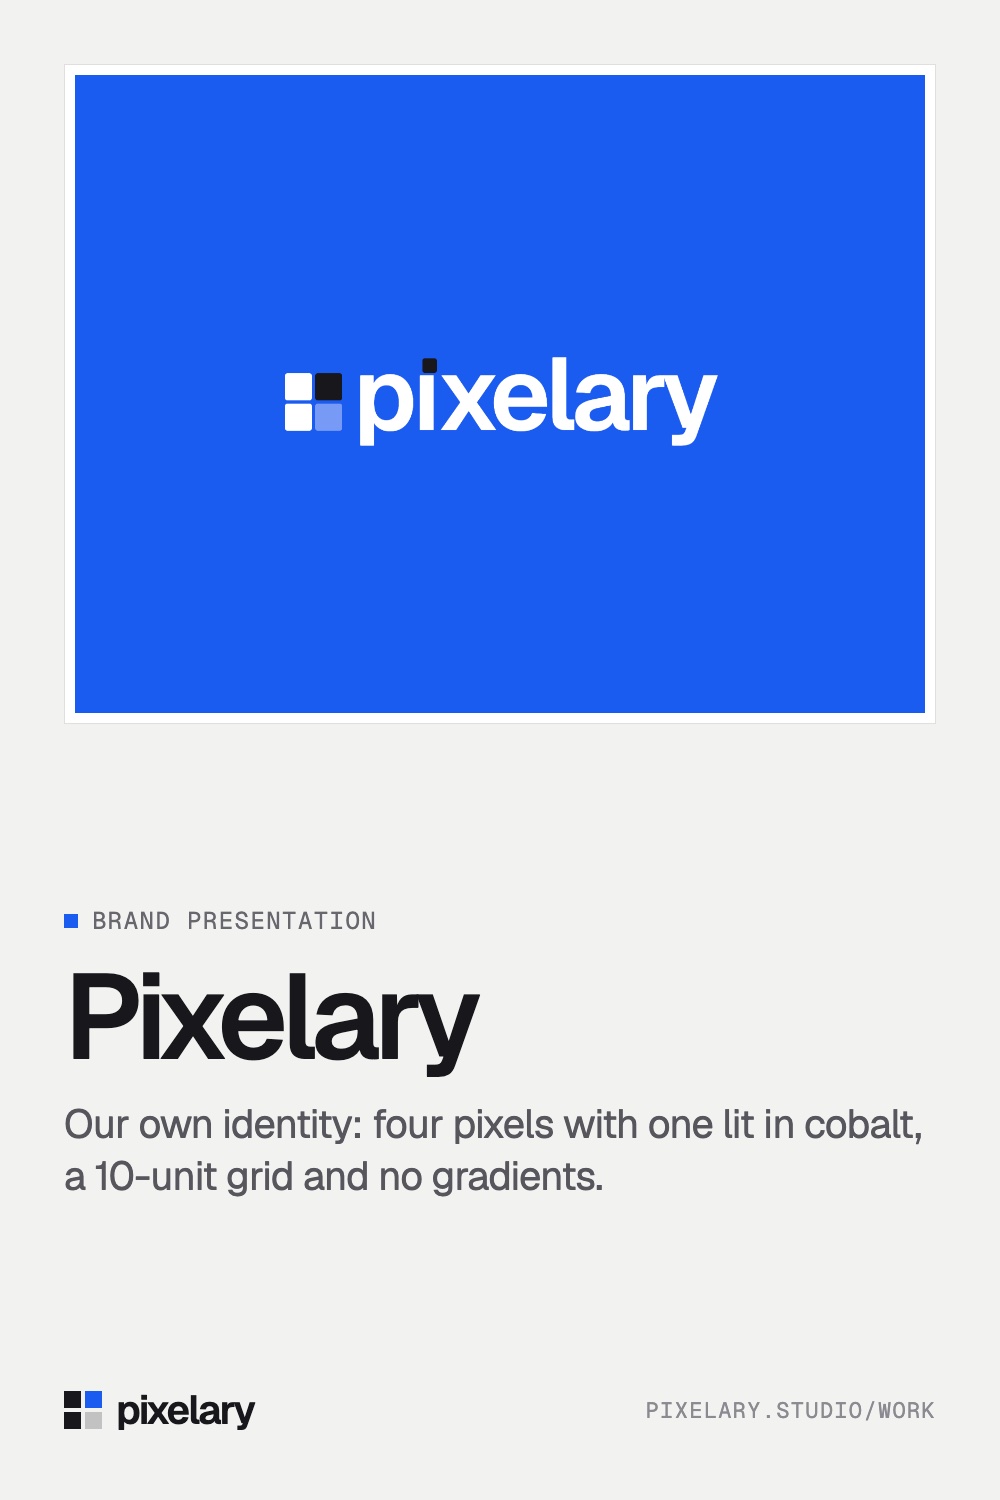 pixelary
BRAND PRESENTATION
Pixelary
Our own identity: four pixels with one lit in cobalt,
a 10-unit grid and no gradients.
pixelary
PIXELARY.STUDIO/WORK